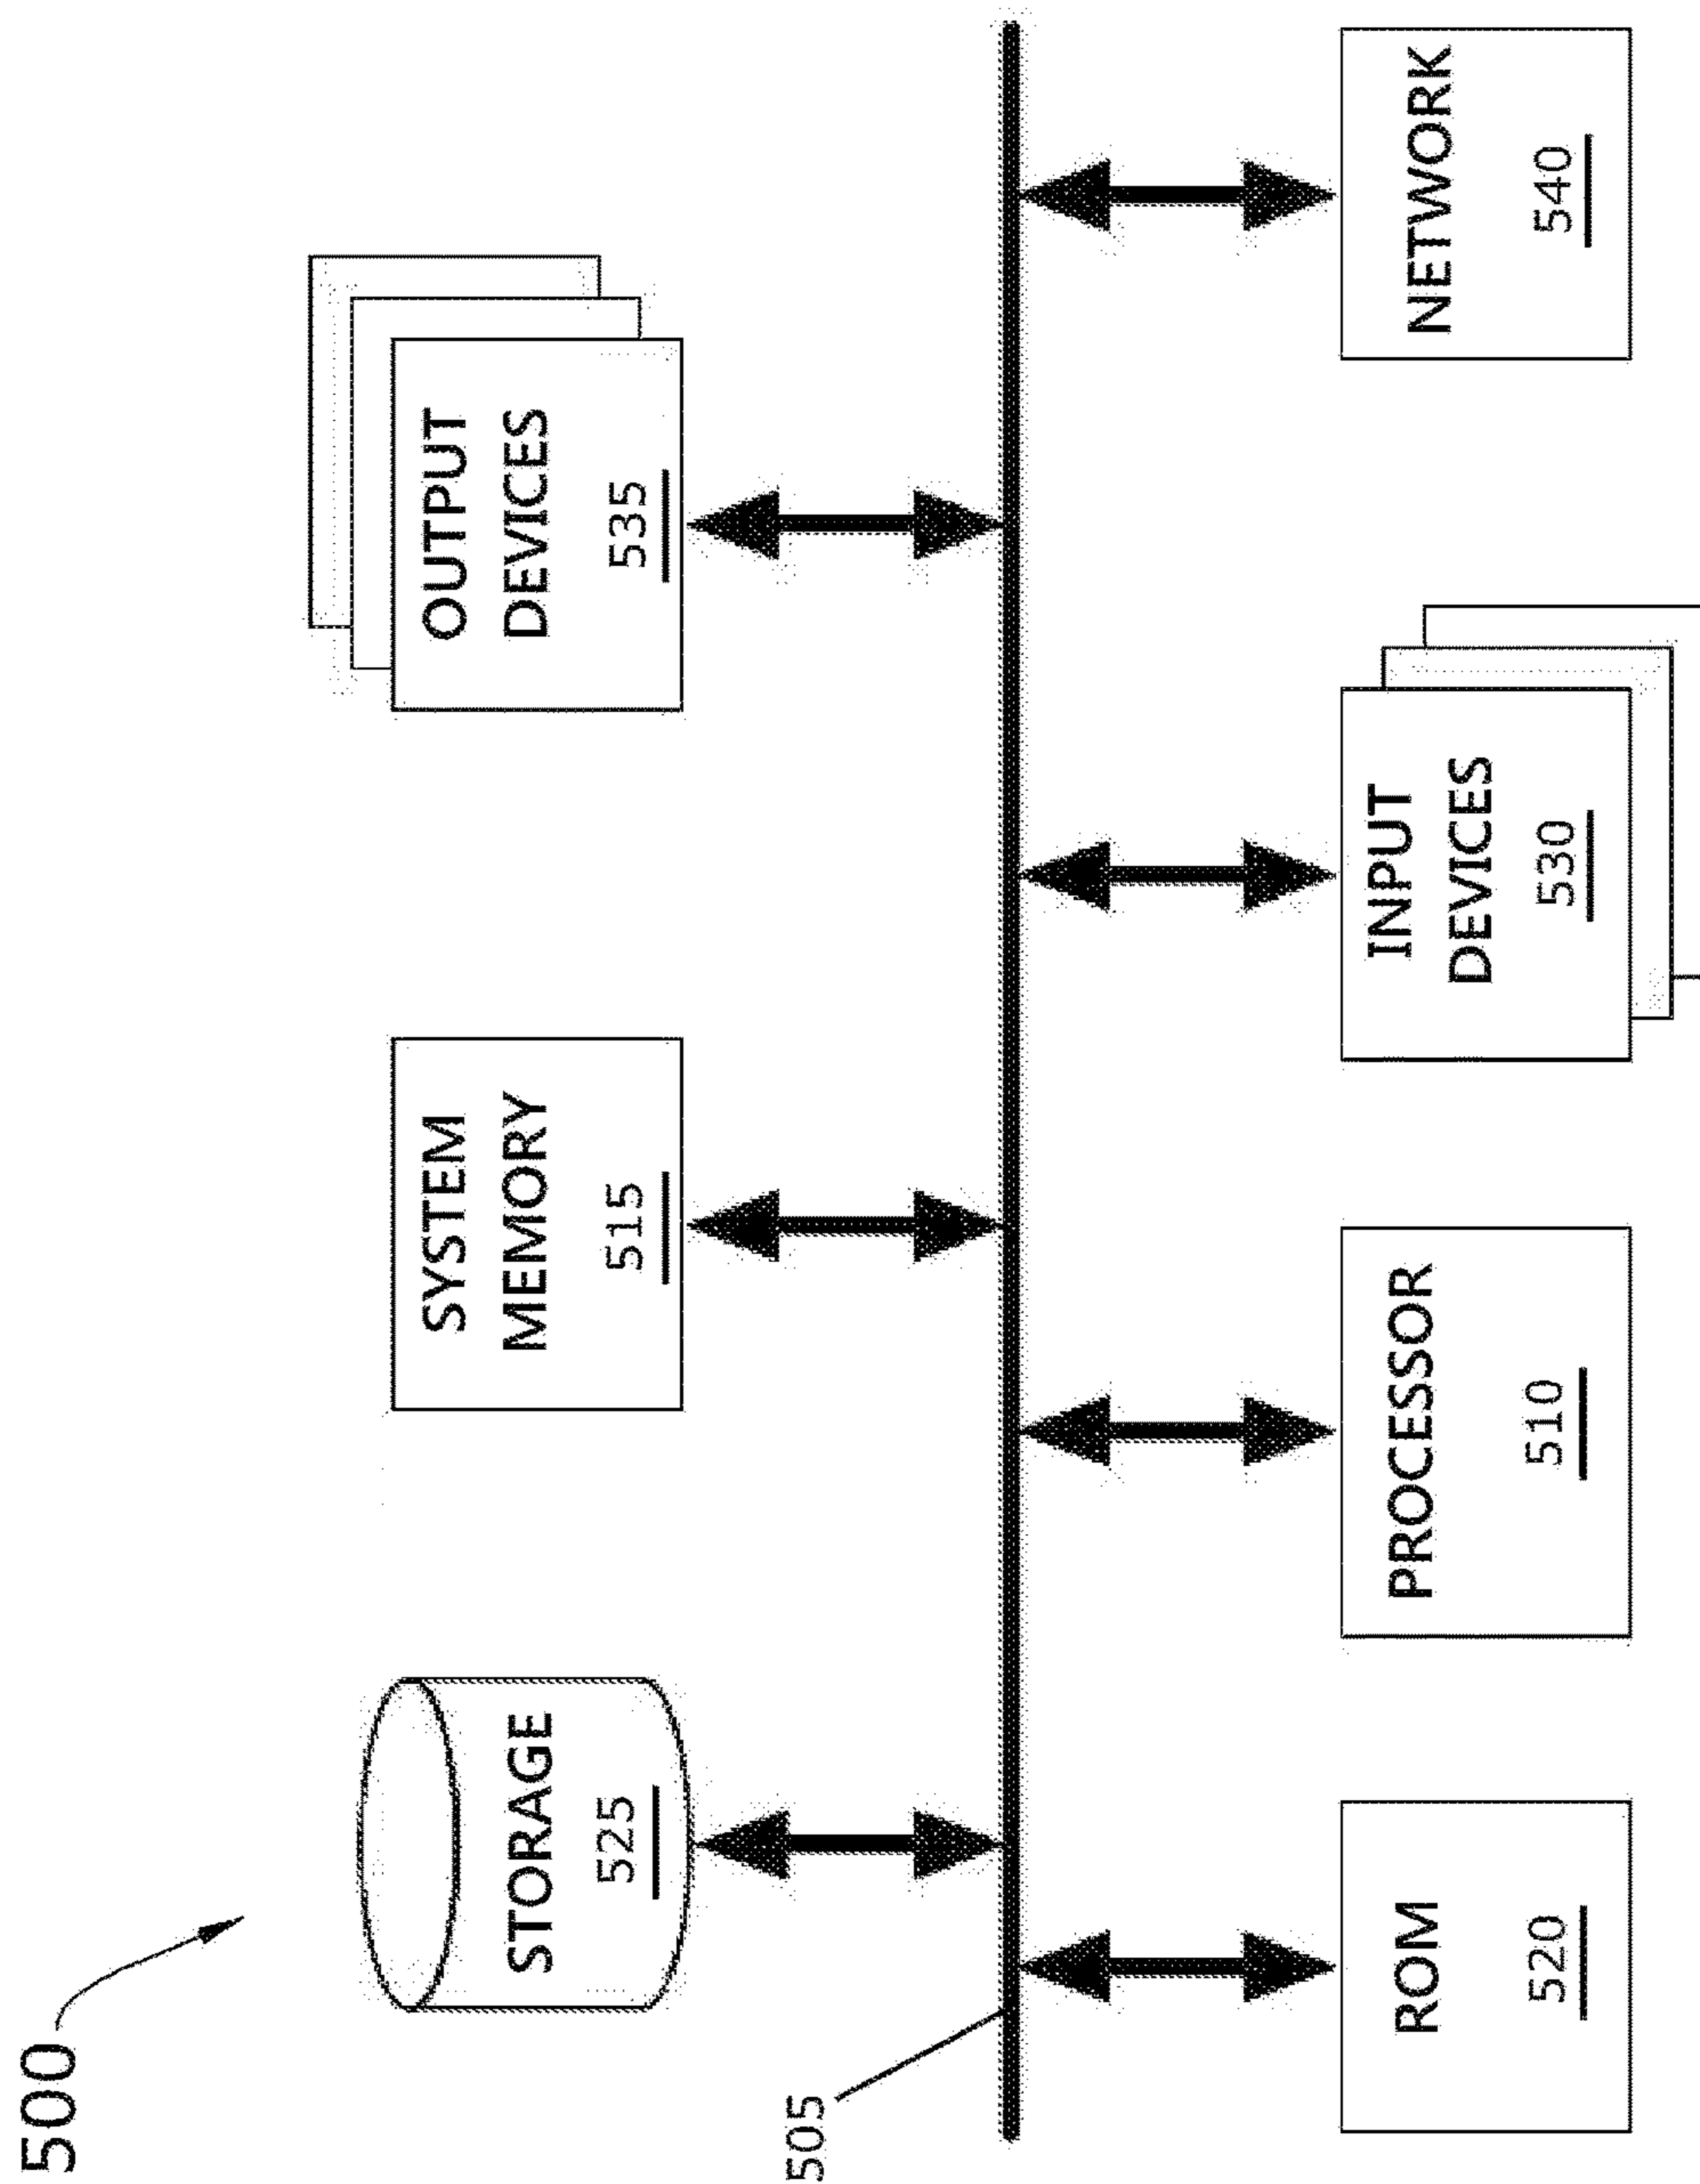 500
STORAGE
525
SYSTEM
MEMORY
515
OUTPUT
DEVICES
535
505
ROM
520
PROCESSOR
510
INPUT
DEVICES
530
NETWORK
540